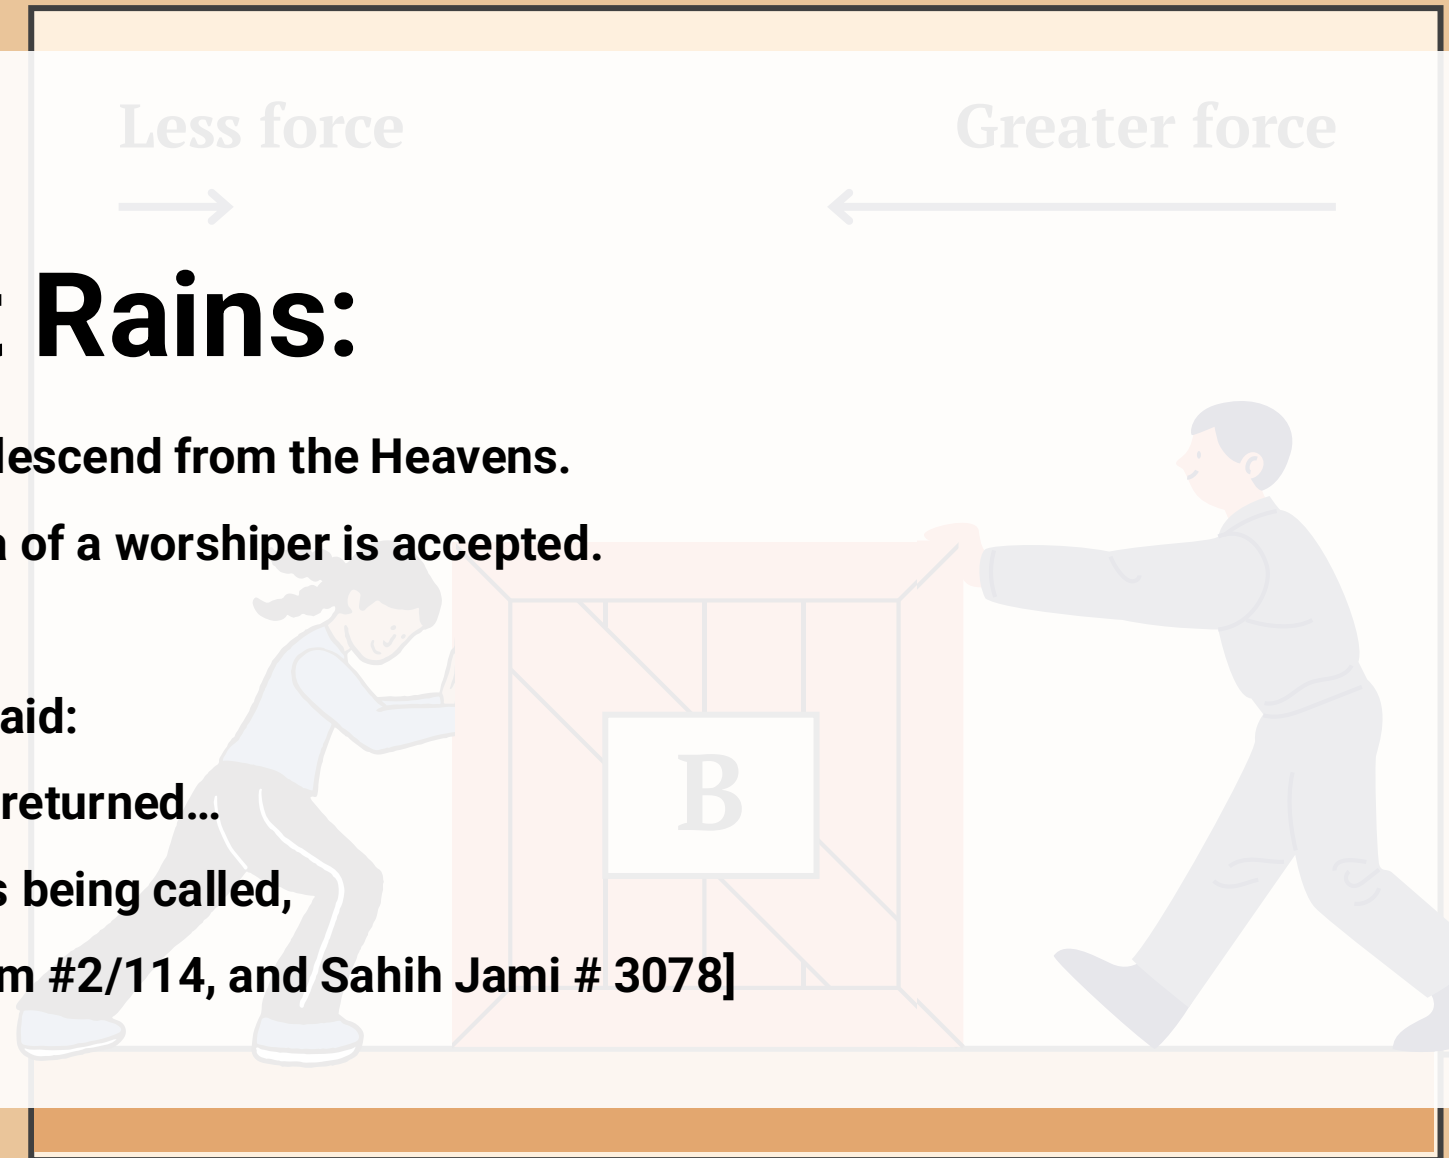 Less force
Greater force
Rains:
descend from the Heavens.
of a worshiper is accepted.
aid:
returned…
being called,
#2/114, and Sahih Jami # 3078]
B